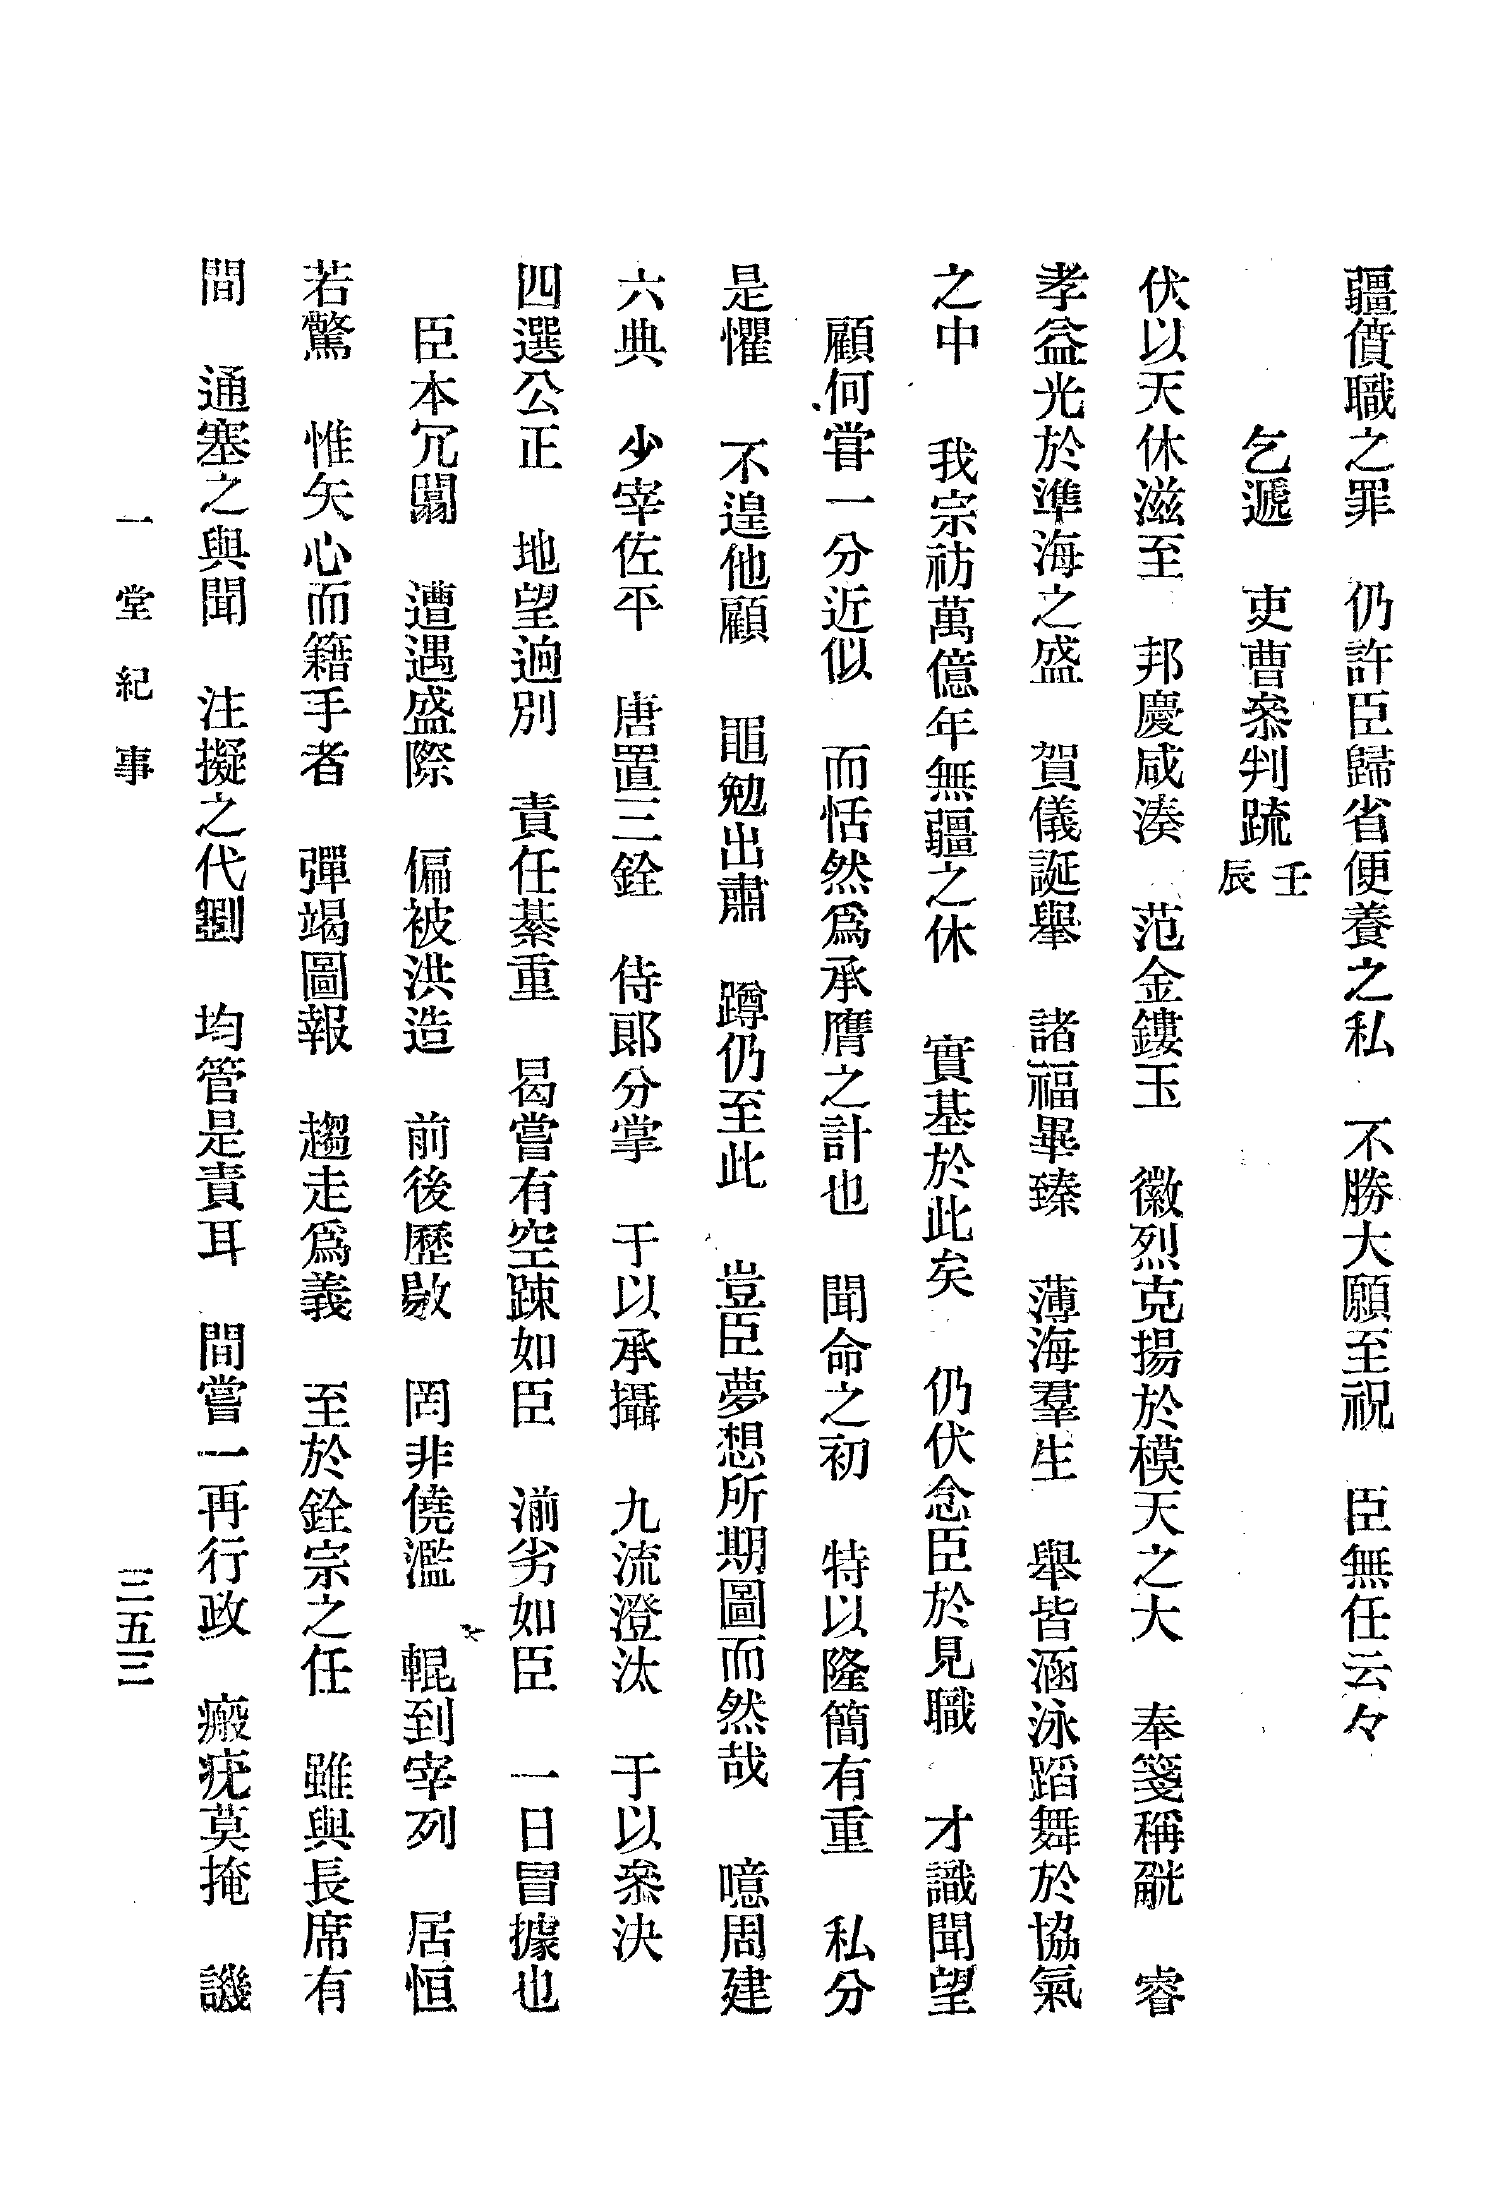 疆僨職之罪　仍許臣歸省便養之私　不勝大願至祝　臣無任云々
乞遞　吏曹叅判疏 壬辰
伏以天休滋至　邦慶咸湊　范金鏤玉　徽烈克揚於模天之大　奉箋稱觥　睿
孝益光於準海之盛　賀儀誕擧　諸福畢臻　薄海羣生　擧皆涵泳蹈舞於協氣
之中　我宗祊萬億年無疆之休　實基於此矣　仍伏念臣於見職　才識聞望
顧何甞一分近似　而恬然爲承膺之計也　聞命之初　特以隆簡有重　私分
是懼　不遑他顧　黽勉出肅　蹲仍至此　豈臣夢想所期圖而然哉　噫周建
六典　少宰佐平　唐置三銓　侍郞分掌　于以承攝　九流澄汰　于以叅決
四選公正　地望逈別　責任綦重　曷嘗有空踈如臣　湔劣如臣　一日冒據也
臣本冗闒　遭遇盛際　偏被洪造　前後歷敭　罔非僥濫　輥到宰列　居恒
若驚　惟矢心而籍手者　彈竭圖報　趨走爲義　至於銓宗之任　雖與長席有
間　通塞之與聞　注擬之代劉　均管是責耳　間嘗一再行政　瘢疣莫掩　譏
一堂紀事
三五三